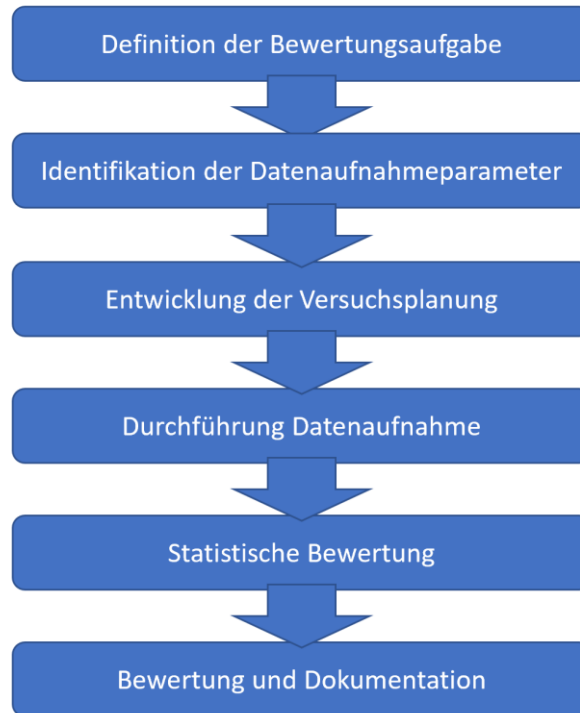 Definition der Bewertungsaufgabe
Identifikation der Datenaufnahmeparameter
Entwicklung der Versuchsplanung
Durchführung Datenaufnahme
Statistische Bewertung
Bewertung und Dokumentation